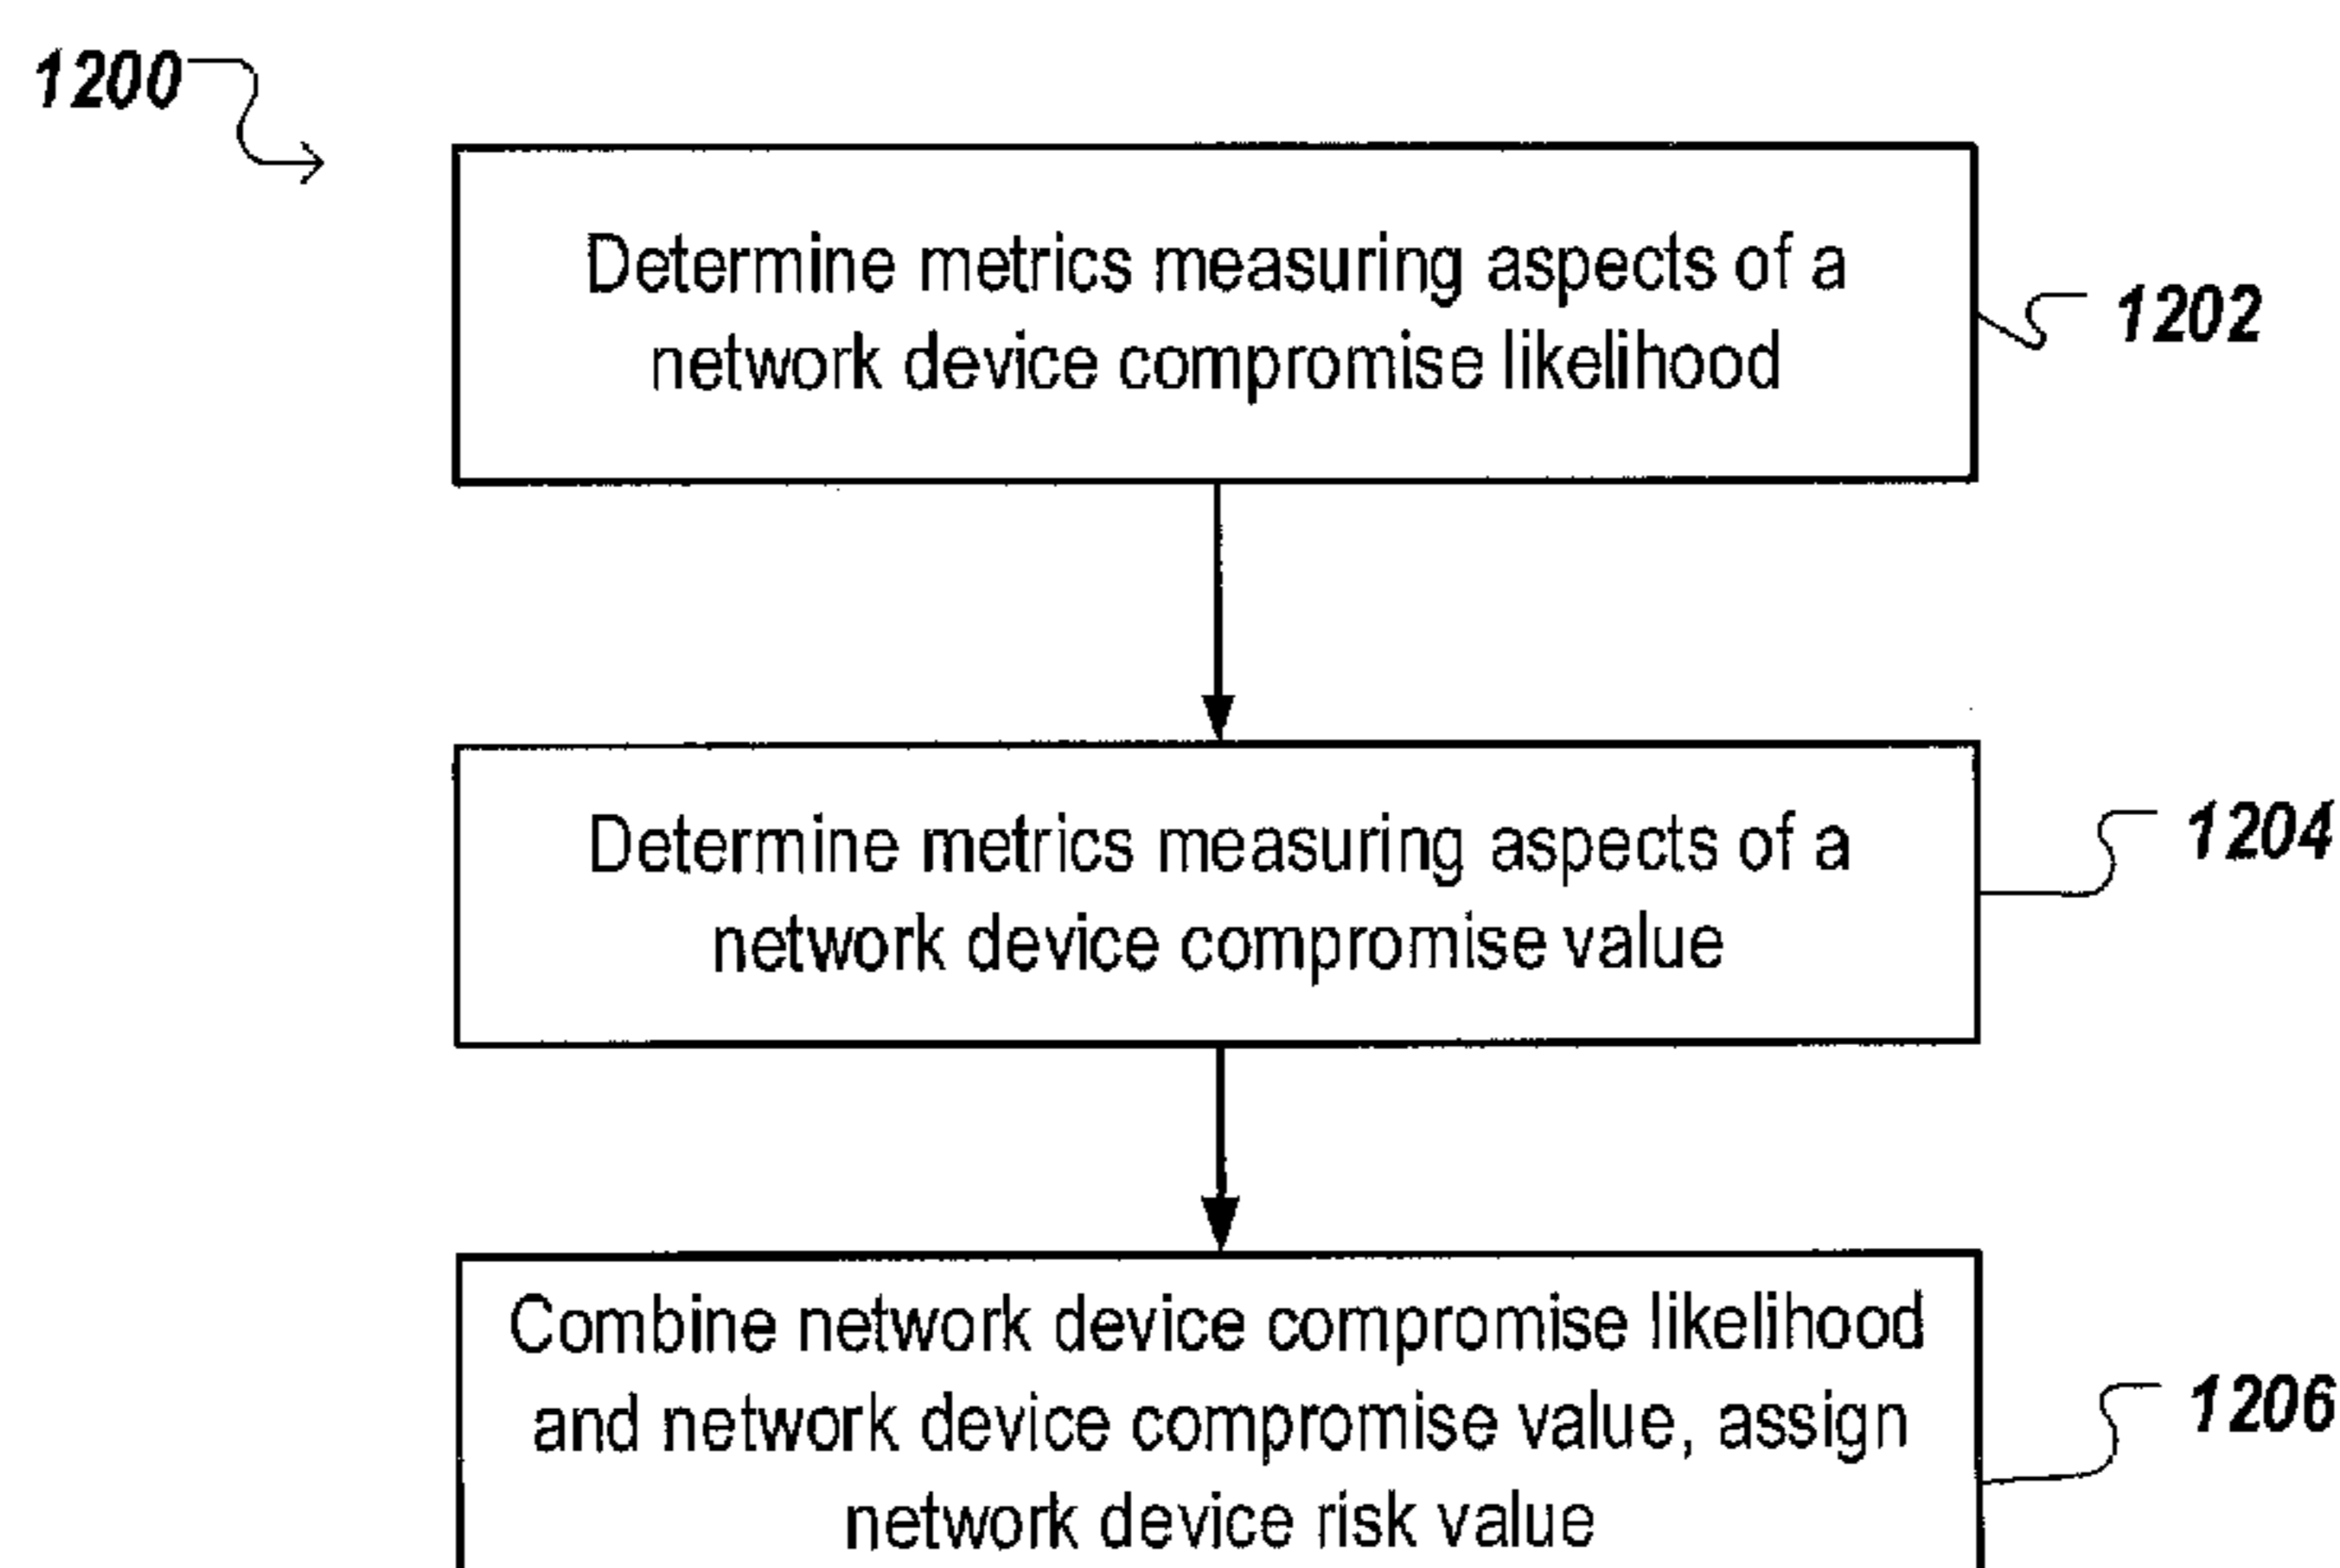 1200
Determine metrics measuring aspects of a
network device compromise likelihood
1202
Determine metrics measuring aspects of a
network device compromise value
1204
Combine network device compromise likelihood
and network device compromise value, assign
network device risk value
1206